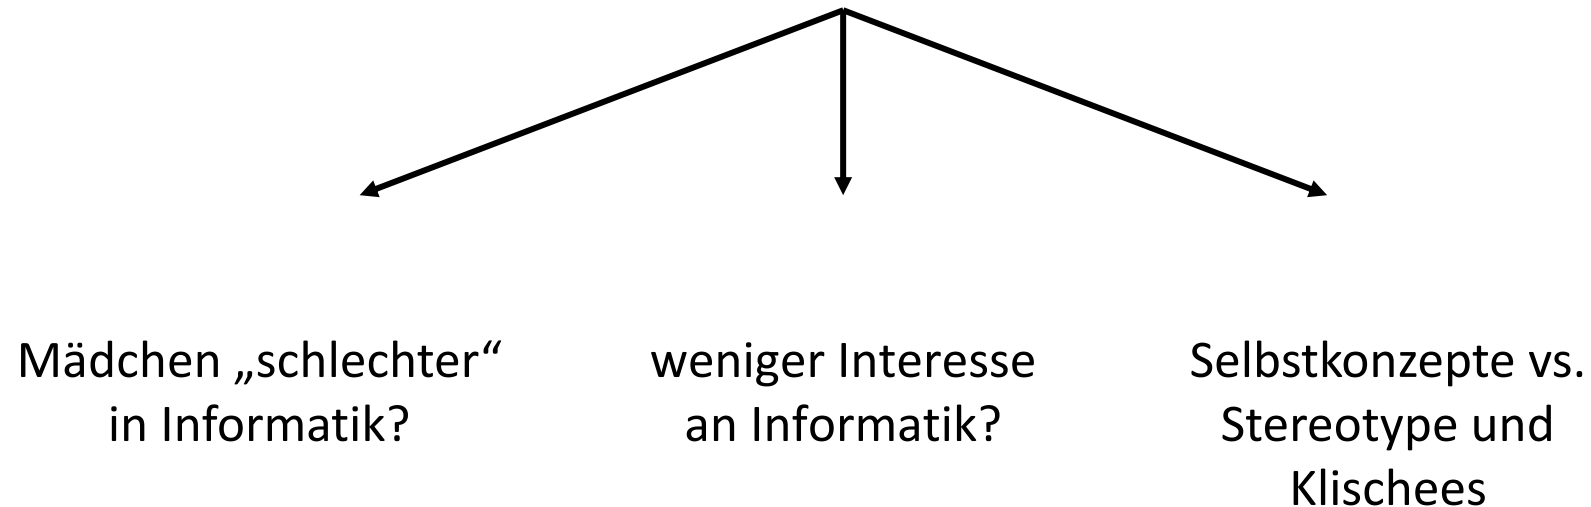 Mädchen „schlechter“
in Informatik?
weniger Interesse
an Informatik?
Selbstkonzepte vs.
Stereotype und
Klischees